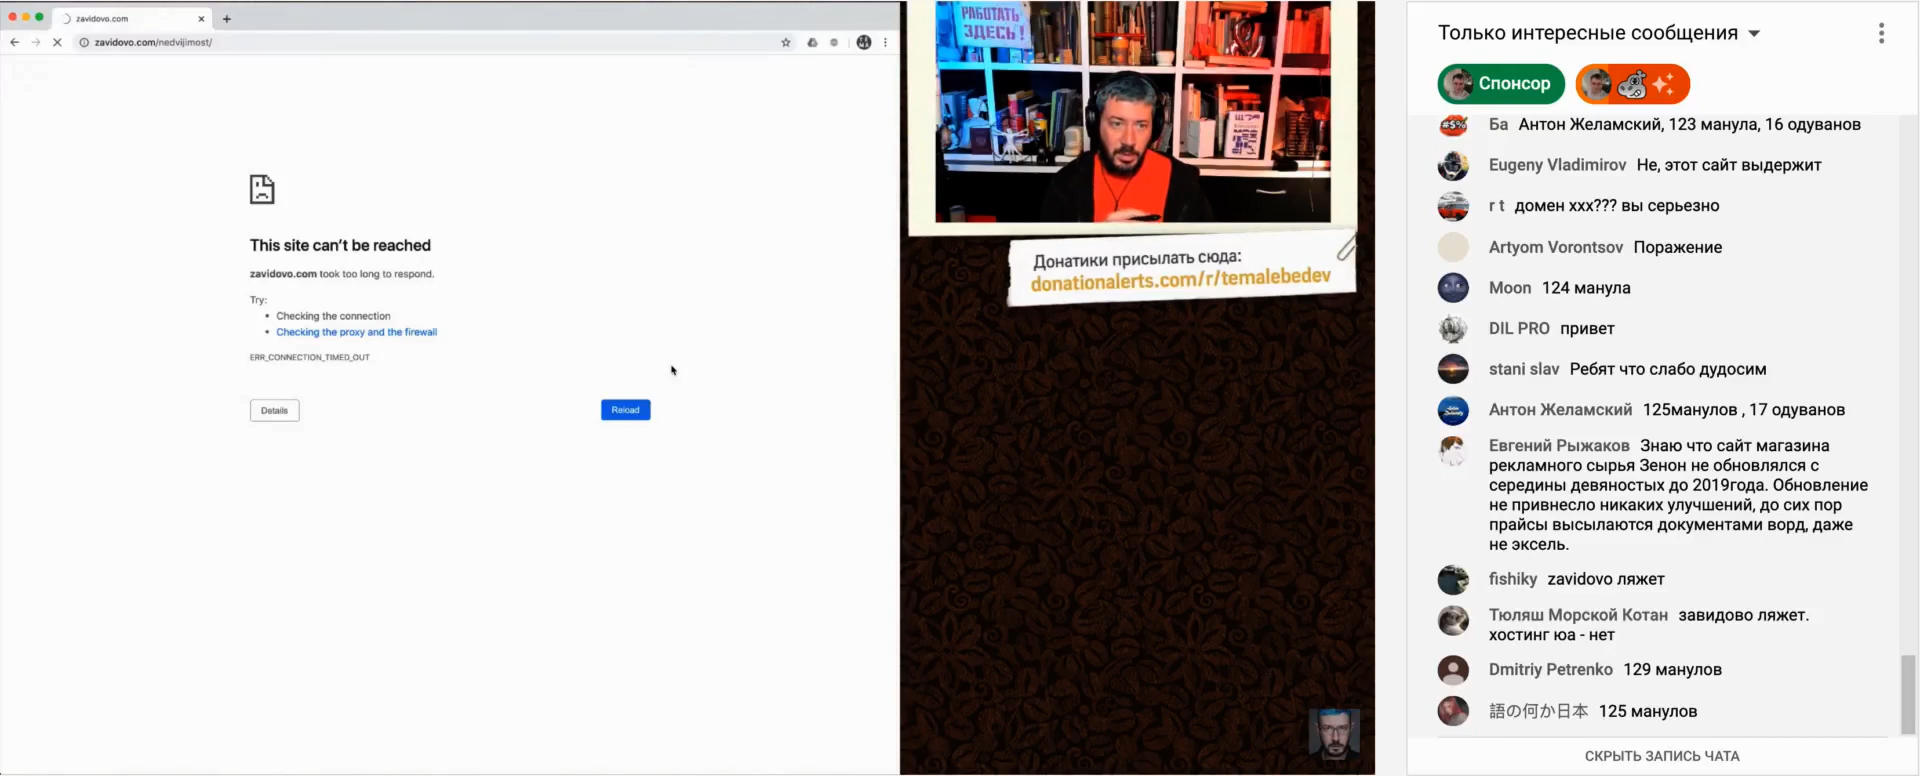 zavidovo.com
zavidovo.com/nedvijimost/
This site can't be reached
zavidovo.com took too long to respond.
Try:
Checking the connection
Checking the proxy and the firewall
ERR_CONNECTION_TIMED_OUT
Details
Reload
РАБОТАТЬ
ЗДЕСЬ!
Донатики присылать сюда:
donationalerts.com/r/temalebedev
Только интересные сообщения
Спонсор
Ба Антон Желамский, 123 манула, 16 одуванов
Eugeny Vladimirov Не, этот сайт выдержит
r t домен xxx??? вы серьезно
Artyom Vorontsov Поражение
Moon 124 манула
DIL PRO привет
stani slav Ребят что слабо дудосим
Антон Желамский 125манулов , 17 одуванов
Евгений Рыжаков Знаю что сайт магазина
рекламного сырья Зенон не обновлялся с
середины девяностых до 2019года. Обновление
не привнесло никаких улучшений, до сих пор
прайсы высылаются документами ворд, даже
не эксель.
fishiky zavidovo ляжет
Тюляш Морской Котан завидово ляжет.
хостинг юа - нет
Dmitriy Petrenko 129 манулов
語の何か日本 125 манулов
СКРЫТЬ ЗАПИСЬ ЧАТА